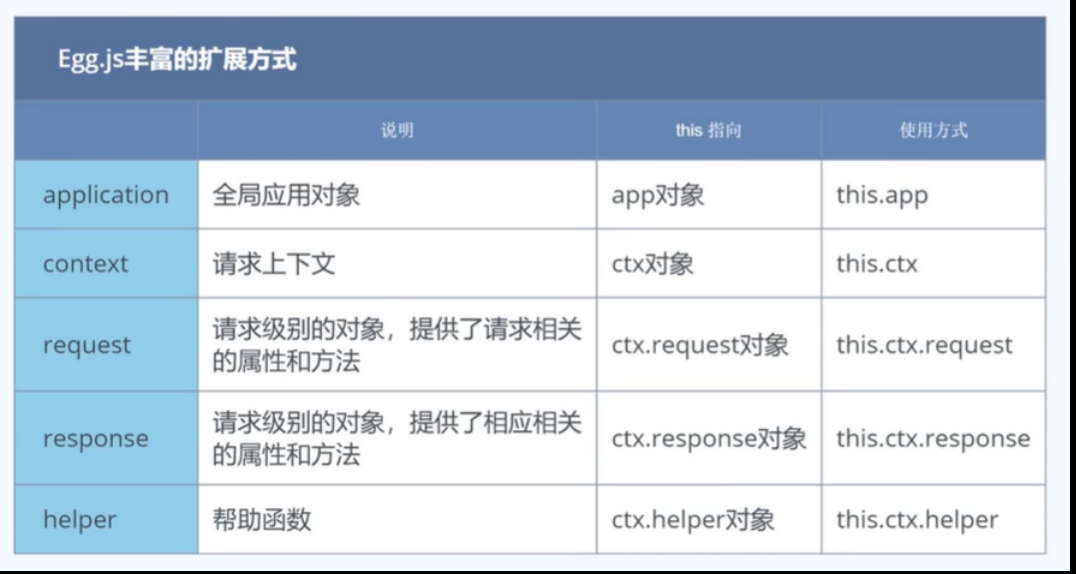 Egg.js丰富的扩展方式
说明 this 指向 使用方式
application 全局应用对象 app对象 this.app
context 请求上下文 ctx对象 this.ctx
request 请求级别的对象，提供了请求相关
的属性和方法 ctx.request对象 this.ctx.request
response 请求级别的对象，提供了相应相关
的属性和方法 ctx.response对象 this.ctx.response
helper 帮助函数 ctx.helper对象 this.ctx.helper